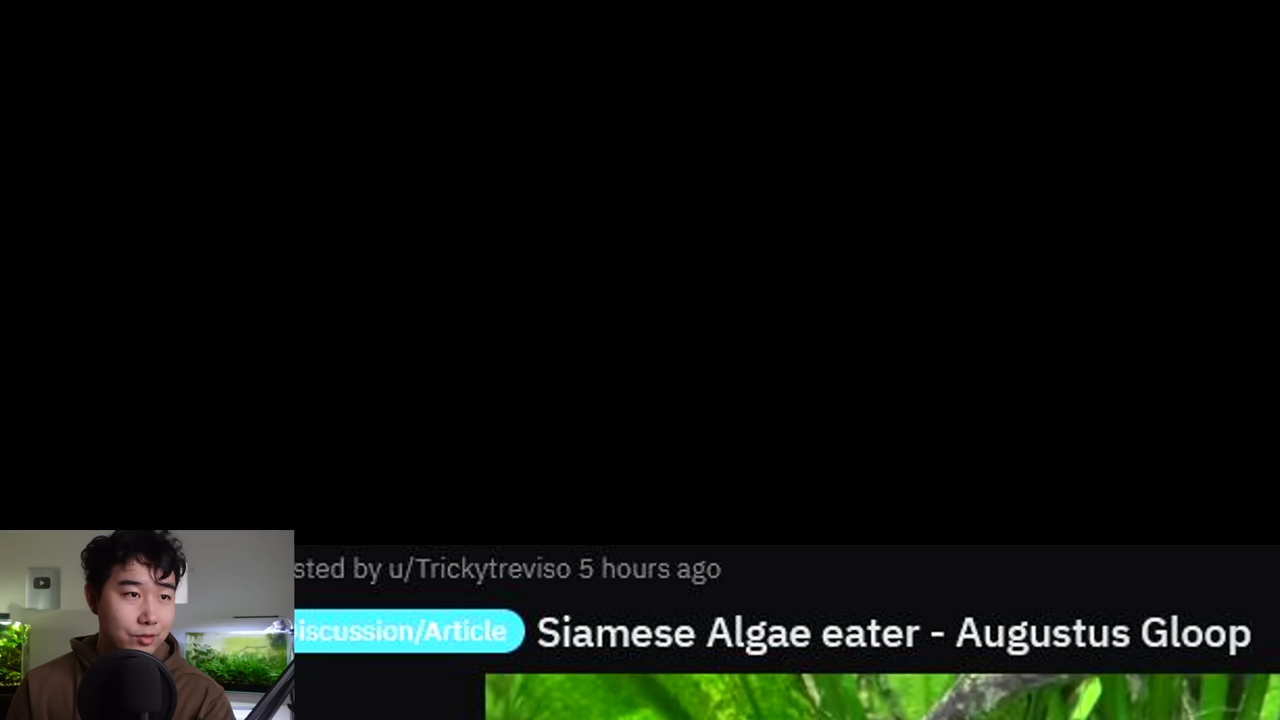 sted by u/Trickytreviso 5 hours ago
iscussion/Article Siamese Algae eater - Augustus Gloop